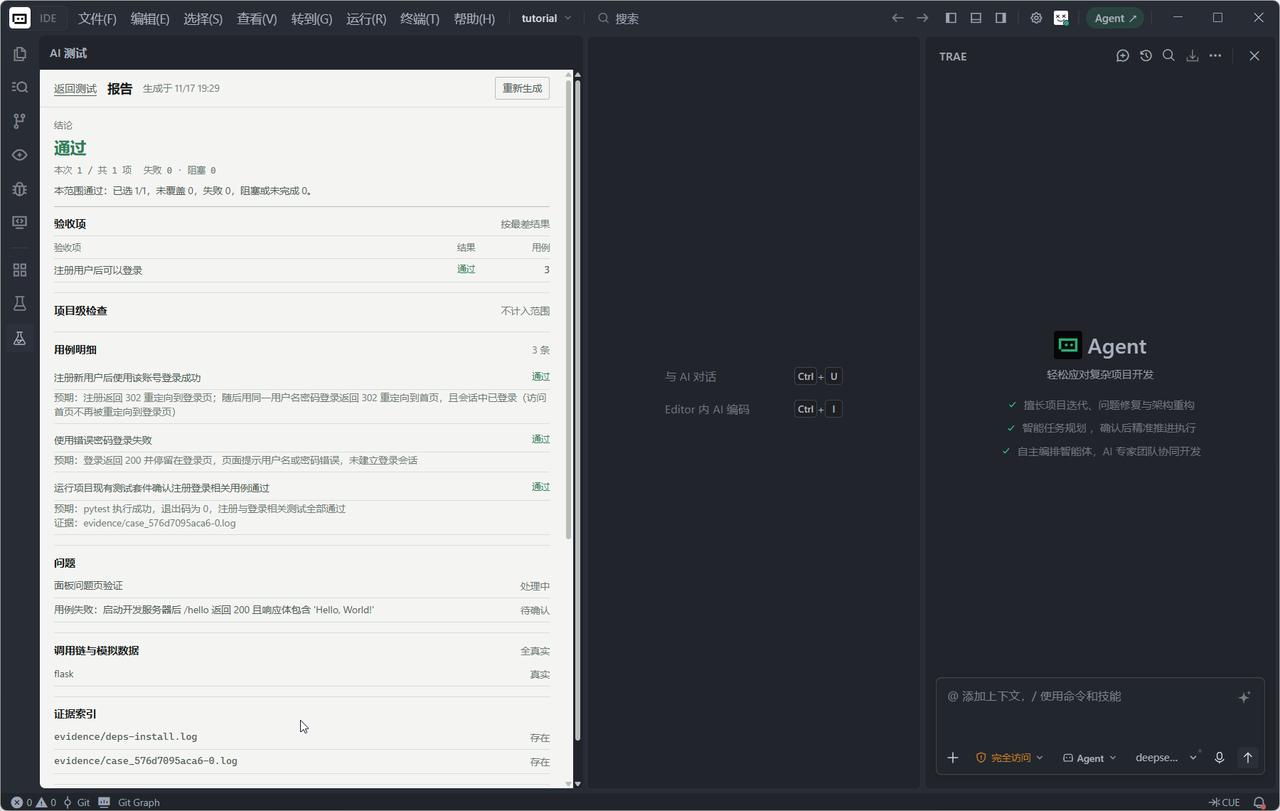 IDE 文件(F) 编辑(E) 选择(S) 查看(V) 转到(G) 运行(R) 终端(T) 帮助(H) tutorial 搜索 Agent ↗
AI 测试
返回测试 报告 生成于 11/17 19:29 重新生成
结论
通过
本次 1 / 共 1 项 失败 0 · 阻塞 0
本范围通过：已选 1/1，未覆盖 0，失败 0，阻塞或未完成 0。
验收项 按最差结果
验收项 结果 用例
注册用户后可以登录 通过 3
项目级检查 不计入范围
用例明细 3 条
注册新用户后使用该账号登录成功 通过
预期：注册返回 302 重定向到登录页；随后用同一用户名密码登录返回 302 重定向到首页，且会话中已登录（访问
首页不再被重定向到登录页）
使用错误密码登录失败 通过
预期：登录返回 200 并停留在登录页，页面提示用户名或密码错误，未建立登录会话
运行项目现有测试套件确认注册登录相关用例通过 通过
预期：pytest 执行成功，退出码为 0，注册与登录相关测试全部通过
证据：evidence/case_576d7095aca6-0.log
问题
面板问题页验证 处理中
用例失败：启动开发服务器后 /hello 返回 200 且响应体包含 'Hello, World!' 待确认
调用链与模拟数据 全真实
flask 真实
证据索引
evidence/deps-install.log 存在
evidence/case_576d7095aca6-0.log 存在
与 AI 对话 Ctrl + U
Editor 内 AI 编码 Ctrl + I
TRAE
Agent
轻松应对复杂项目开发
擅长项目迭代、问题修复与架构重构
智能任务规划，确认后精准推进执行
自主编排智能体，AI 专家团队协同开发
@ 添加上下文，/ 使用命令和技能
完全访问 Agent deepse...
0 0 Git Git Graph CUE